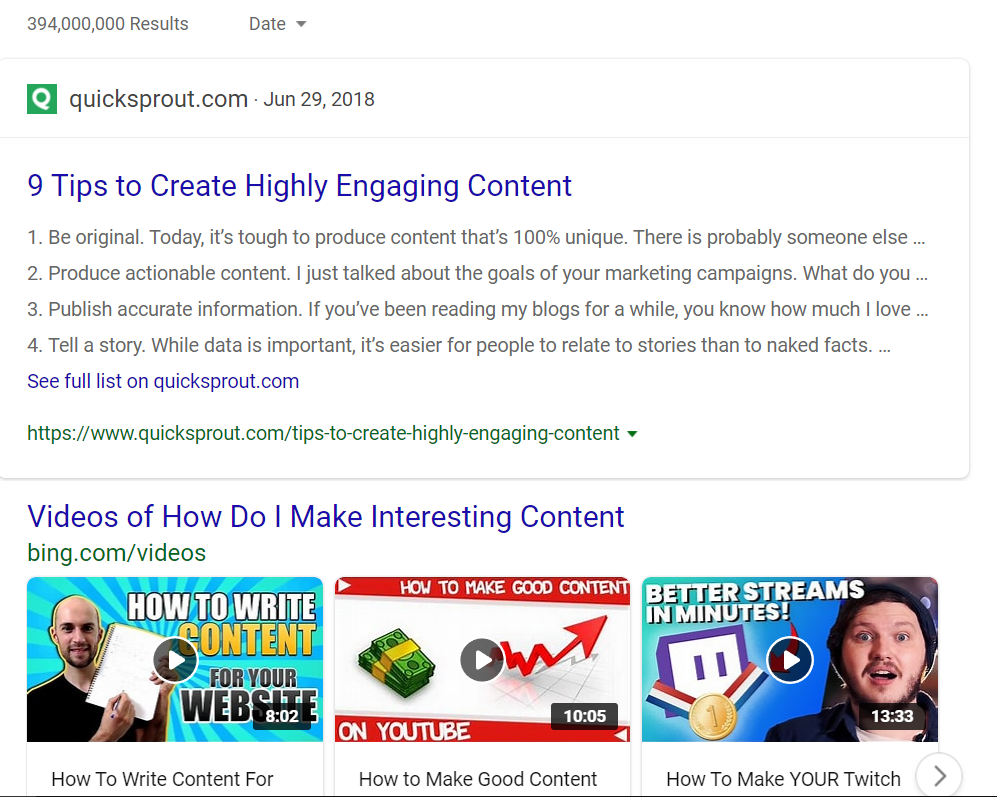 394,000,000 Results
Date
quicksprout.com · Jun 29, 2018
9 Tips to Create Highly Engaging Content
1. Be original. Today, it’s tough to produce content that’s 100% unique. There is probably someone else ...
2. Produce actionable content. I just talked about the goals of your marketing campaigns. What do you ...
3. Publish accurate information. If you’ve been reading my blogs for a while, you know how much I love ...
4. Tell a story. While data is important, it’s easier for people to relate to stories than to naked facts. ...
See full list on quicksprout.com
https://www.quicksprout.com/tips-to-create-highly-engaging-content
Videos of How Do I Make Interesting Content
bing.com/videos
HOW TO WRITE
CONTENT
FOR YOUR
WEBSITE
8:02
How To Write Content For
HOW TO MAKE GOOD CONTENT
ON YOUTUBE
10:05
How to Make Good Content
BETTER STREAMS
IN MINUTES!
1
13:33
How To Make YOUR Twitch